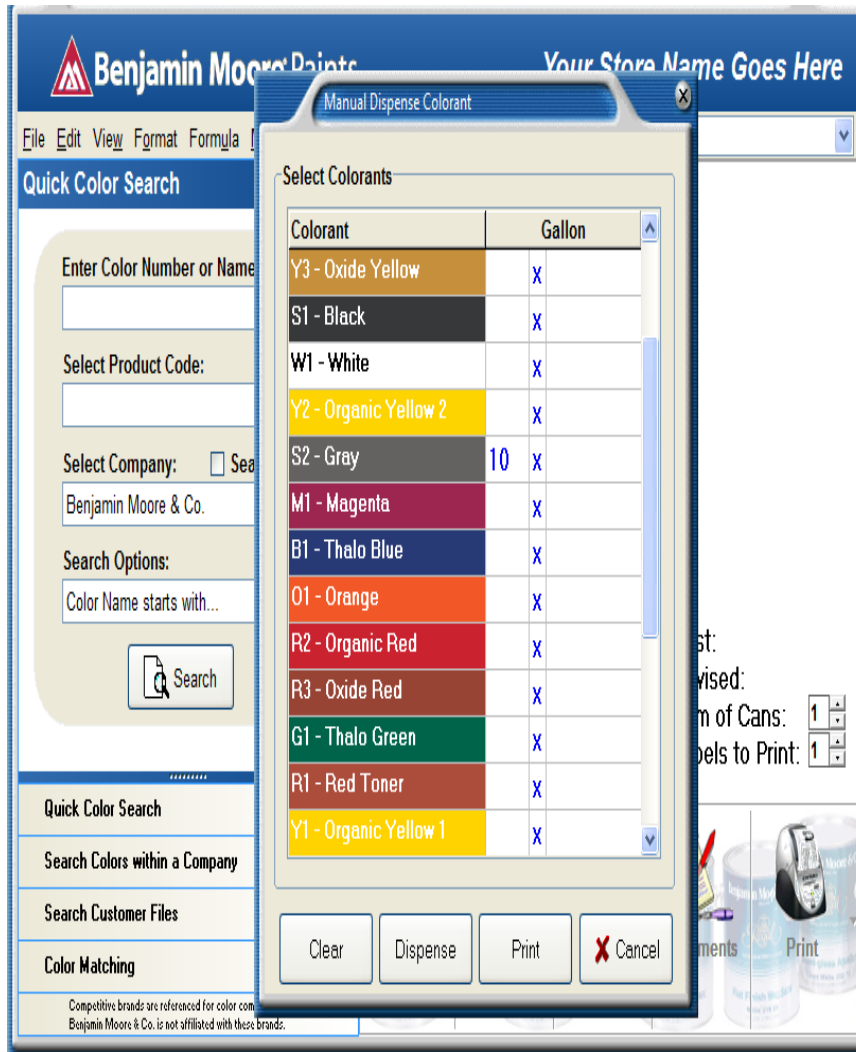 Benjamin Moore Paints
Your Store Name Goes Here
File Edit View Format Formula
Quick Color Search
Enter Color Number or Name
Select Product Code:
Select Company:
Benjamin Moore & Co.
Search Options:
Color Name starts with...
Search
Quick Color Search
Search Colors within a Company
Search Customer Files
Color Matching
Competitive brands are referenced for color com
Benjamin Moore & Co. is not affiliated with these brands.
Manual Dispense Colorant
Select Colorants
Colorant Gallon
Y3 - Oxide Yellow X
S1 - Black X
W1 - White X
Y2 - Organic Yellow 2 X
S2 - Gray 10 X
M1 - Magenta X
B1 - Thalo Blue X
O1 - Orange X
R2 - Organic Red X
R3 - Oxide Red X
G1 - Thalo Green X
R1 - Red Toner X
Y1 - Organic Yellow 1 X
Clear Dispense Print X Cancel
st:
vised:
m of Cans: 1
bels to Print: 1
ments Print